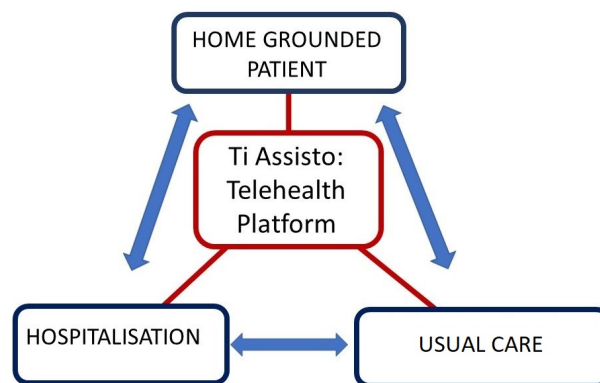 HOME GROUNDED
PATIENT
Ti Assisto:
Telehealth
Platform
HOSPITALISATION
USUAL CARE